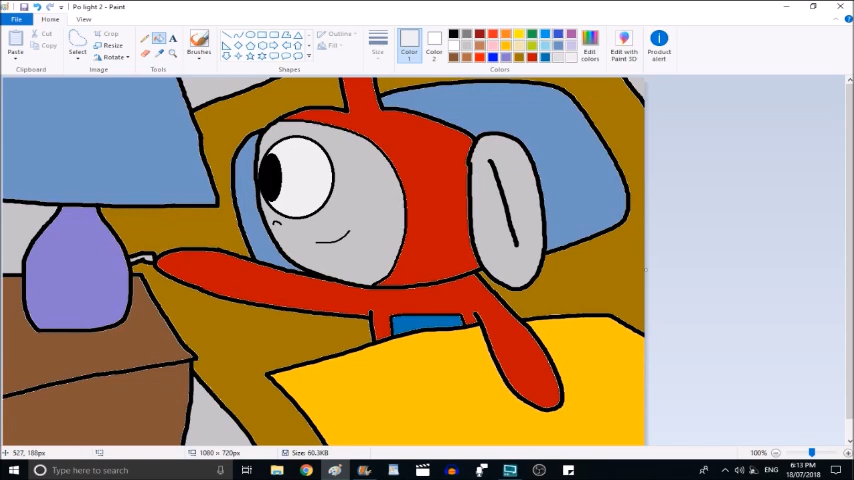 Po light 2 - Paint
File Home View
Paste
Cut
Copy
Clipboard
Select
Crop
Resize
Rotate
Image
A
Tools
Brushes
Outline
Fill
Shapes
Size
Color 1
Color 2
Edit colors
Colors
Edit with Paint 3D
Product alert
527, 188px
1080 × 720px
Size: 60.3KB
100%
Type here to search
ENG
6:13 PM
18/07/2018